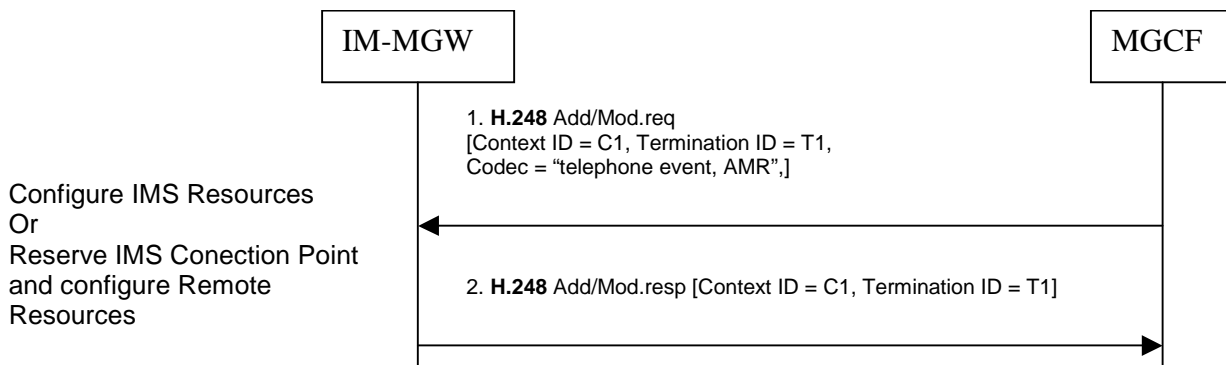 IM-MGW
MGCF
1. H.248 Add/Mod.req
[Context ID = C1, Termination ID = T1,
Codec = “telephone event, AMR”,]
Configure IMS Resources
Or
Reserve IMS Conection Point
and configure Remote
Resources
2. H.248 Add/Mod.resp [Context ID = C1, Termination ID = T1]